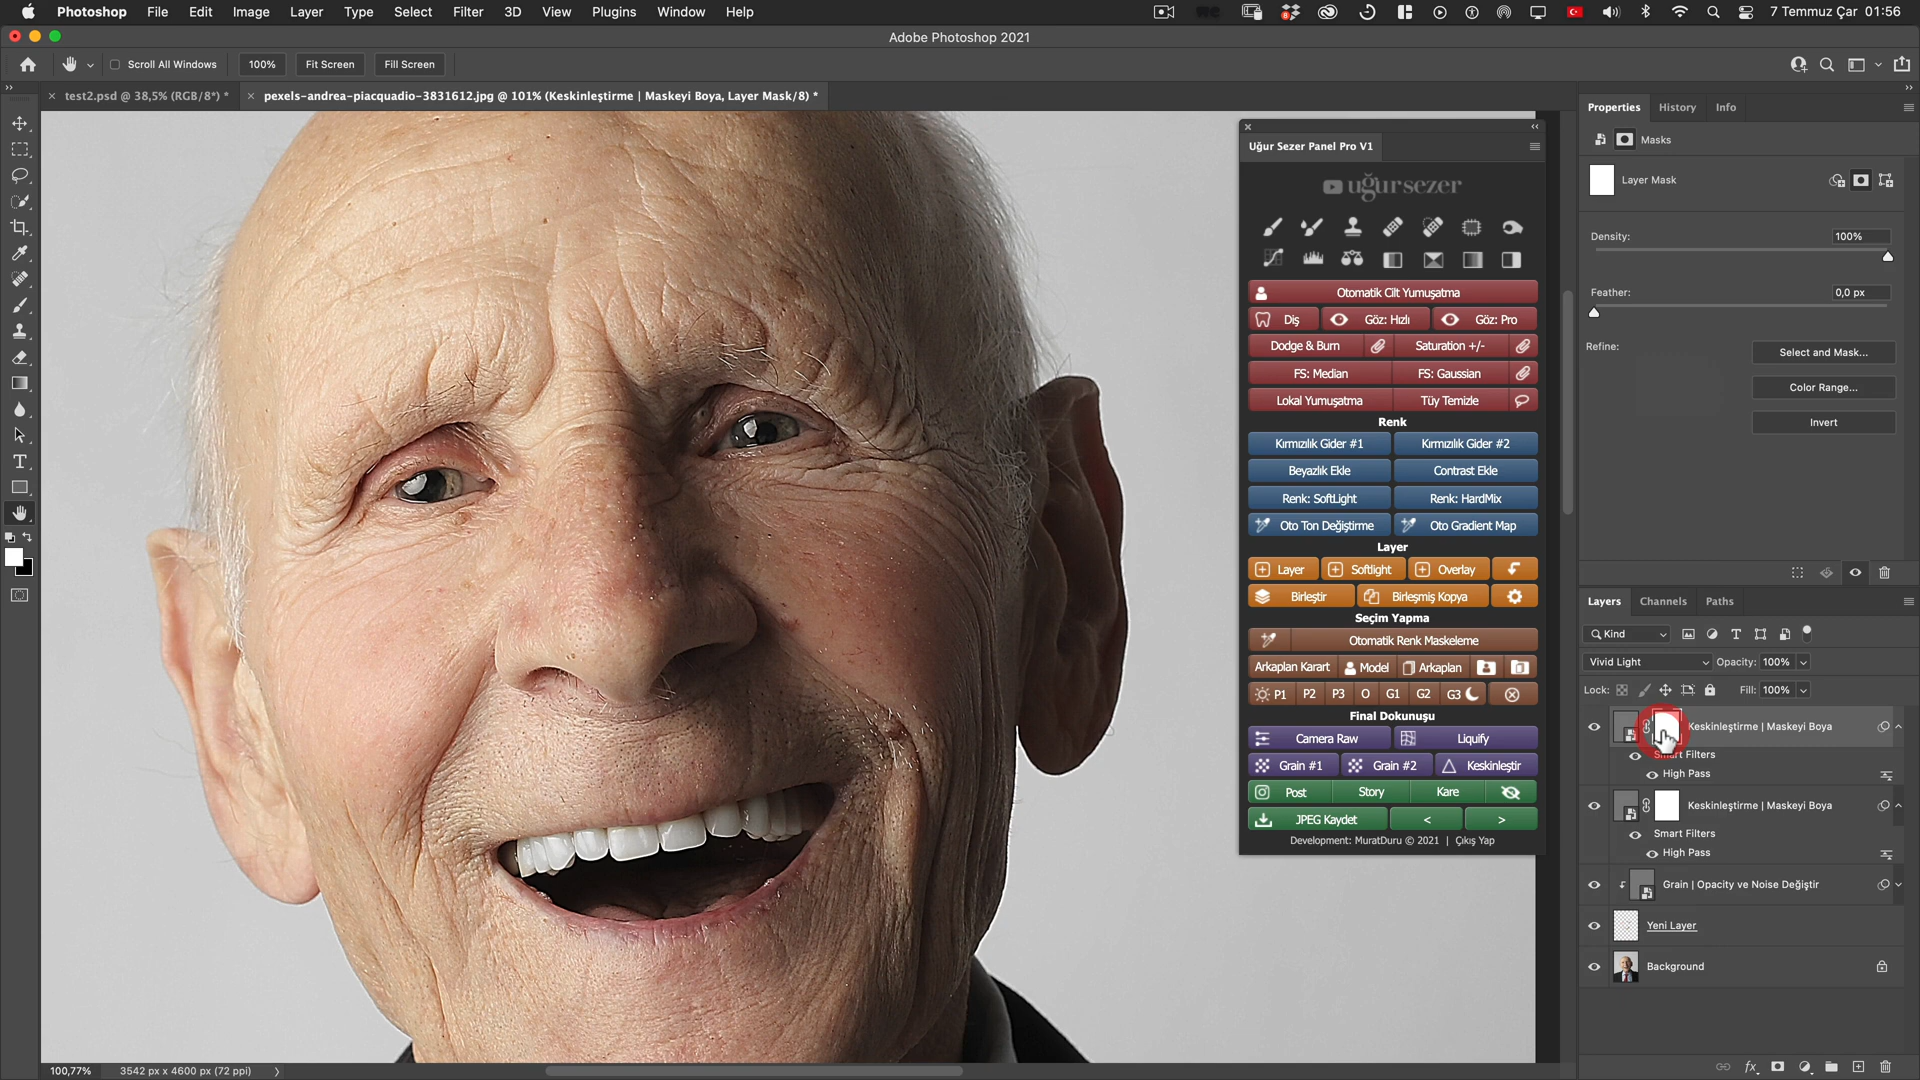 Photoshop File Edit Image Layer Type Select Filter 3D View Plugins Window Help
7 Temmuz Çar 01:56
Adobe Photoshop 2021
Scroll All Windows 100% Fit Screen Fill Screen
test2.psd @ 38,5% (RGB/8*) *
pexels-andrea-piacquadio-3831612.jpg @ 101% (Keskinleştirme | Maskeyi Boya, Layer Mask/8) *
Uğur Sezer Panel Pro V1
uğursezer
Otomatik Cilt Yumuşatma
Diş Göz: Hızlı Göz: Pro
Dodge & Burn Saturation +/-
FS: Median FS: Gaussian
Lokal Yumuşatma Tüy Temizle
Renk
Kırmızılık Gider #1 Kırmızılık Gider #2
Beyazlık Ekle Contrast Ekle
Renk: SoftLight Renk: HardMix
Oto Ton Değiştirme Oto Gradient Map
Layer
Layer Softlight Overlay
Birleştir Birleşmiş Kopya
Seçim Yapma
Otomatik Renk Maskeleme
Arkaplan Karart Model Arkaplan
P1 P2 P3 O G1 G2 G3
Final Dokunuşu
Camera Raw Liquify
Grain #1 Grain #2 Keskinleştir
Post Story Kare
JPEG Kaydet < >
Development: MuratDuru © 2021 | Çıkış Yap
Properties History Info
Masks
Layer Mask
Density: 100%
Feather: 0,0 px
Refine: Select and Mask...
Color Range...
Invert
Layers Channels Paths
Kind
Vivid Light Opacity: 100%
Lock: Fill: 100%
Keskinleştirme | Maskeyi Boya
Smart Filters
High Pass
Keskinleştirme | Maskeyi Boya
Smart Filters
High Pass
Grain | Opacity ve Noise Değiştir
Yeni Layer
Background
100,77% 3542 px x 4600 px (72 ppi)